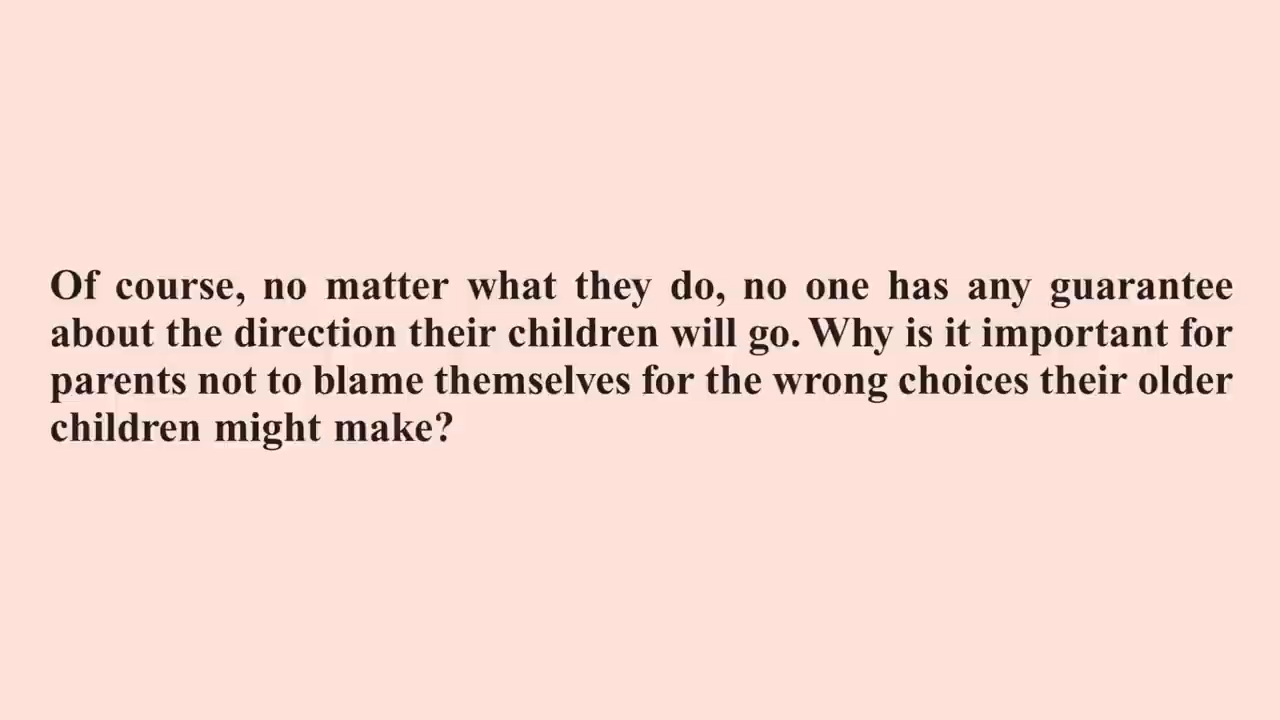 Of course, no matter what they do, no one has any guarantee
about the direction their children will go. Why is it important for
parents not to blame themselves for the wrong choices their older
children might make?